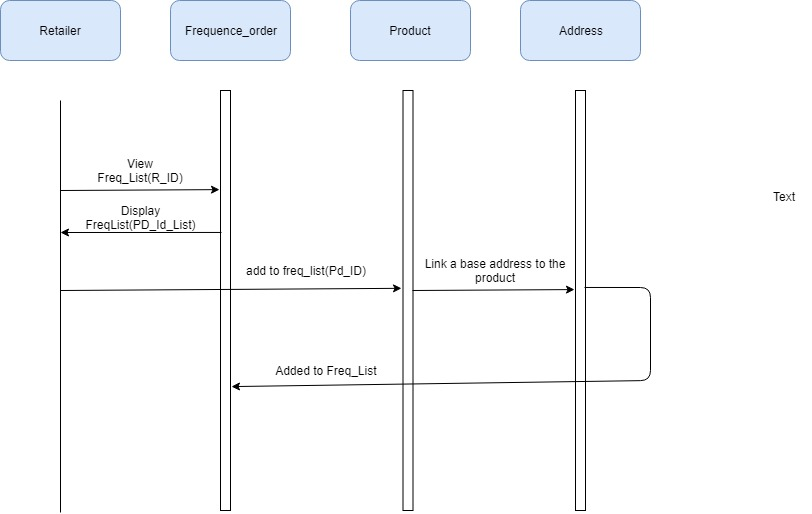 Retailer
Frequence_order
Product
Address
View
Freq_List(R_ID)
Text
Display
FreqList(PD_Id_List)
add to freq_list(Pd_ID)
Link a base address to the
product
Added to Freq_List